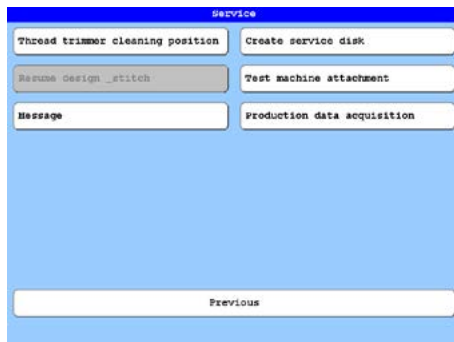 Service
Thread trimmer cleaning position
Create service disk
Resume design _stitch
Test machine attachment
Message
Production data acquisition
Previous